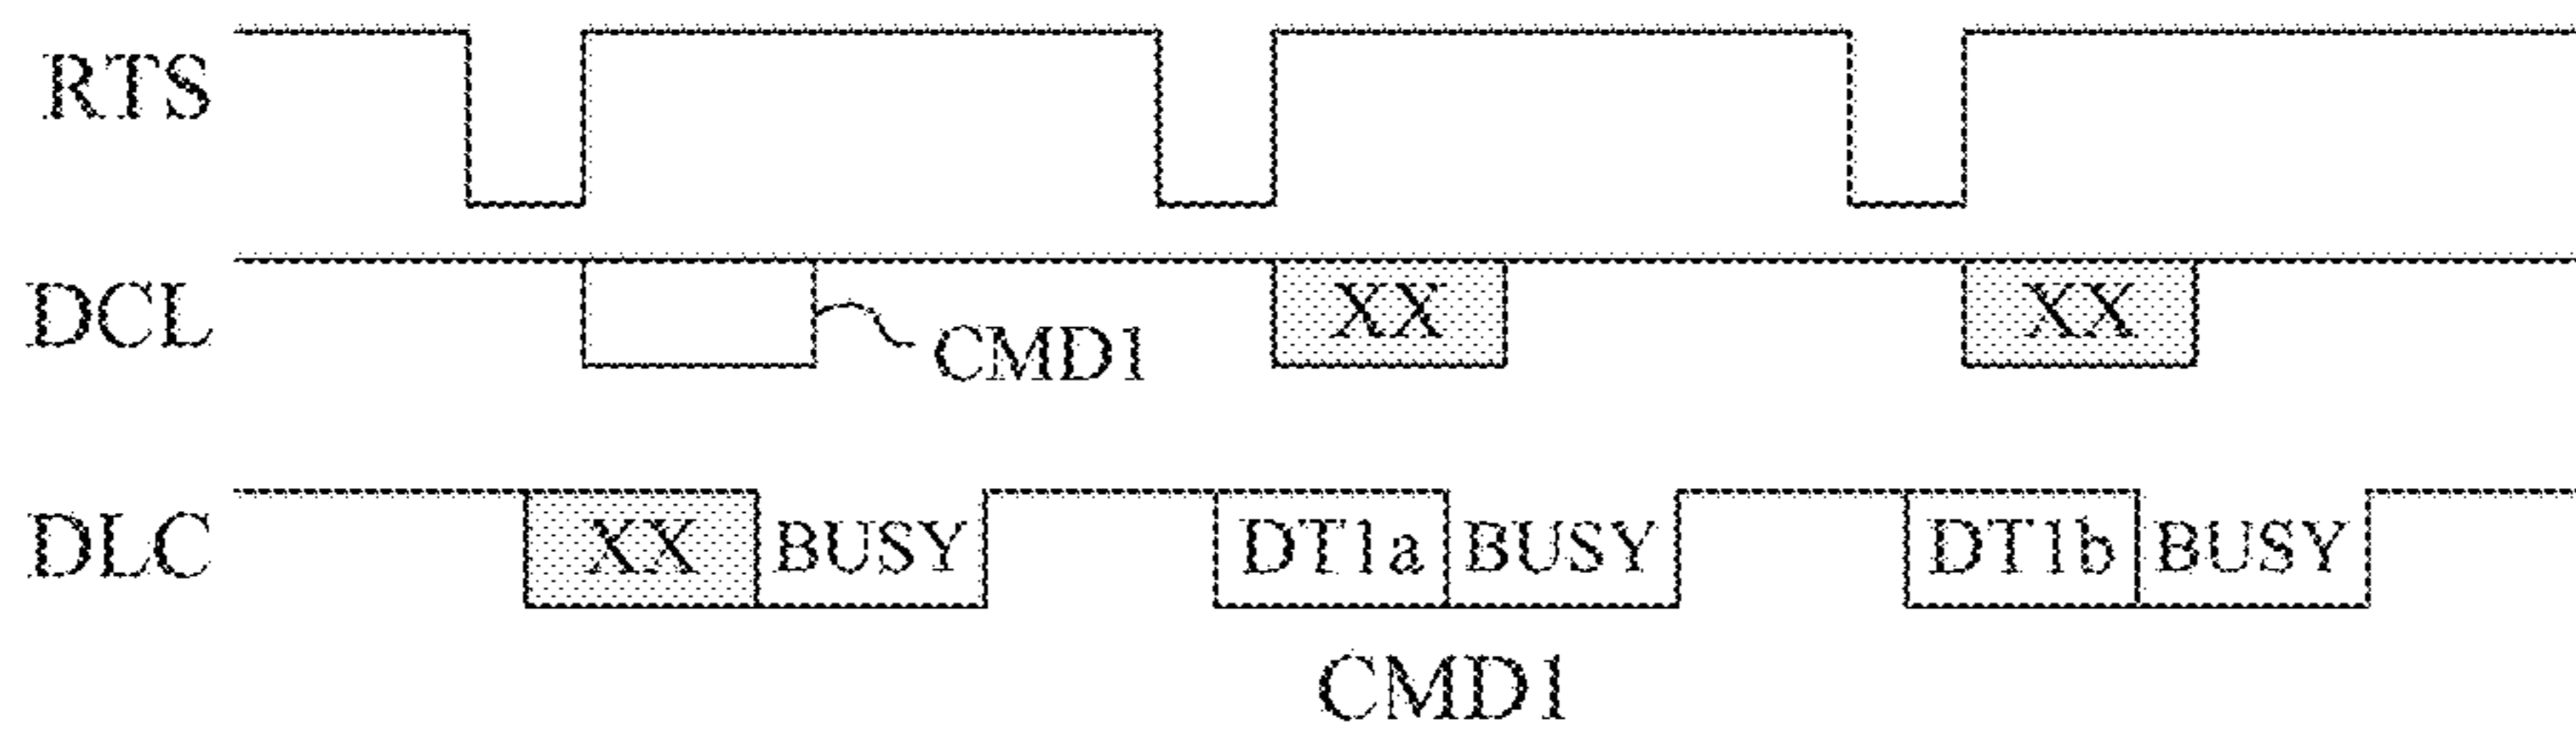 RTS
DCL XX XX
CMD1
DLC XX BUSY DT1a BUSY DT1b BUSY
CMD1